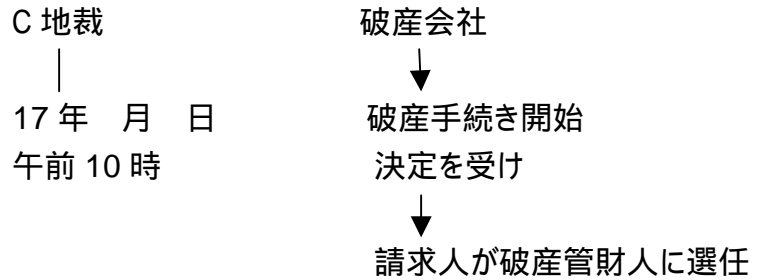 C 地裁 破産会社
17 年 月 日 破産手続き開始
午前 10 時 決定を受け
請求人が破産管財人に選任